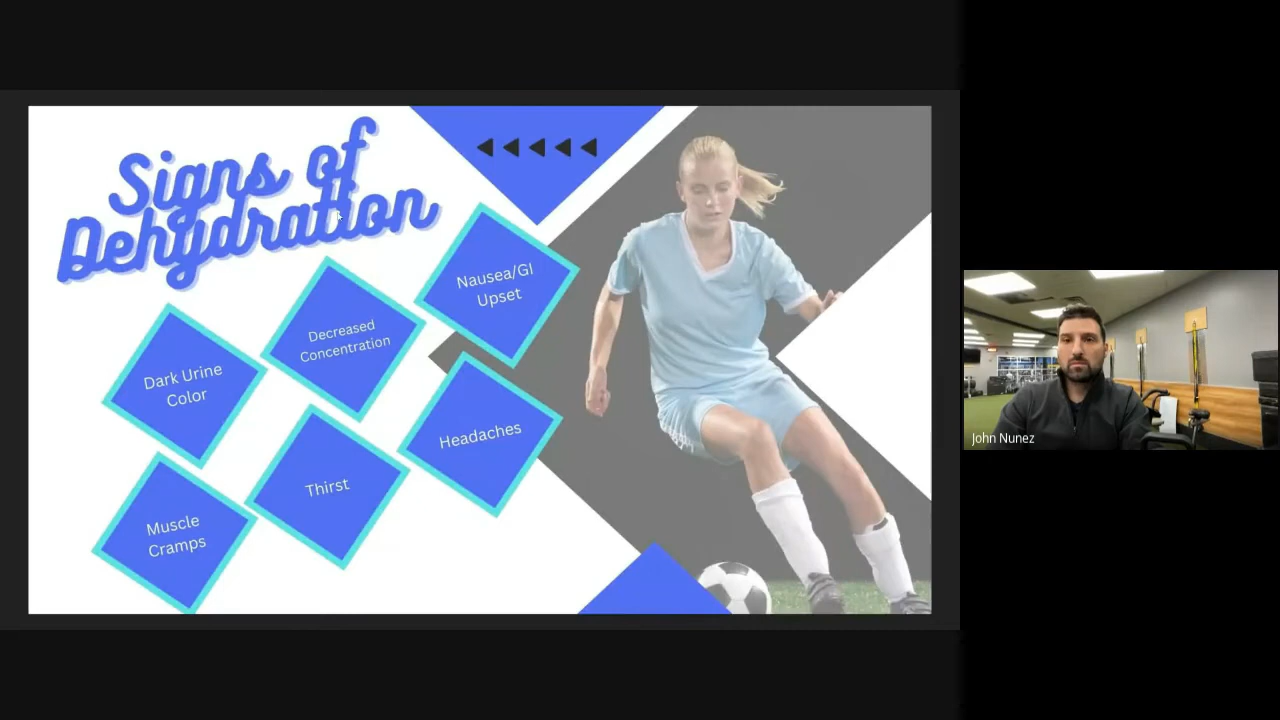 Signs of
Dehydration
Nausea/GI
Upset
Decreased
Concentration
Dark Urine
Color
Headaches
Thirst
Muscle
Cramps
John Nunez